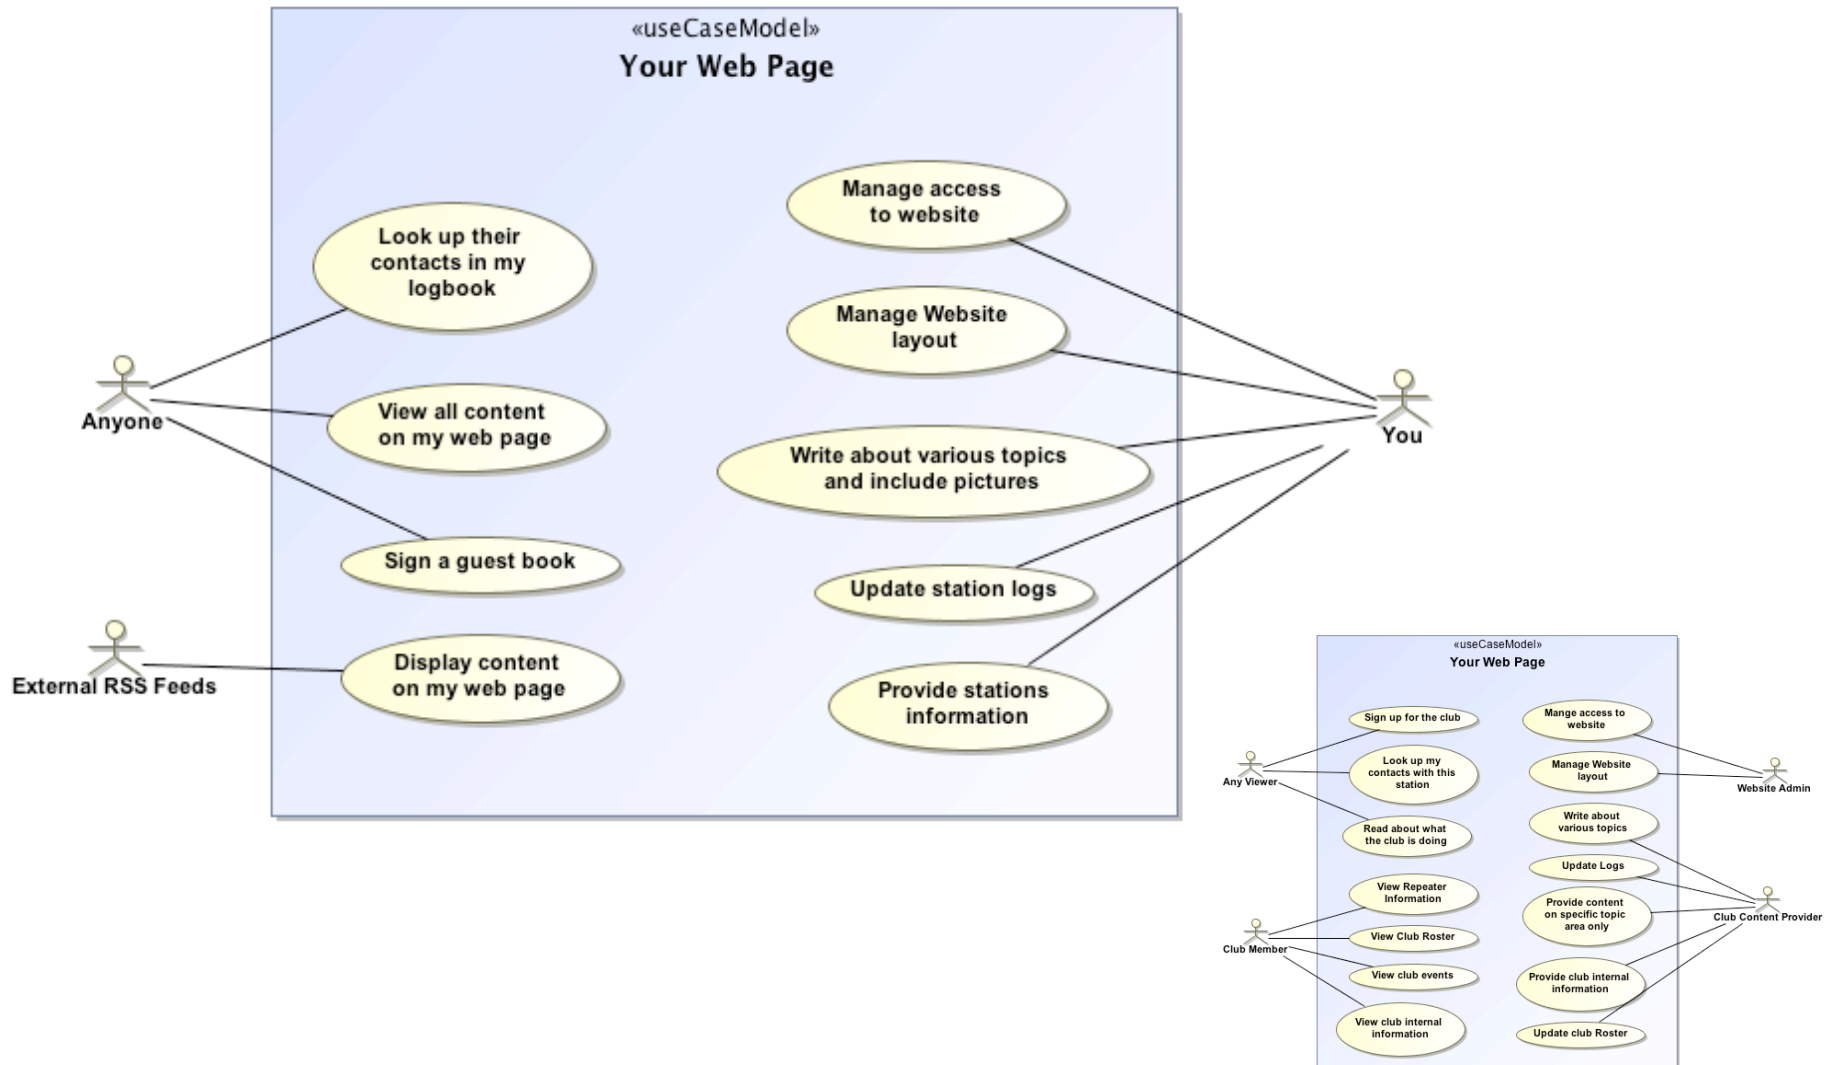 «useCaseModel»
Your Web Page
Look up their
contacts in my
logbook
View all content
on my web page
Sign a guest book
Display content
on my web page
Anyone
External RSS Feeds
Manage access
to website
Manage Website
layout
Write about various topics
and include pictures
Update station logs
Provide stations
information
You
«useCaseModel»
Your Web Page
Sign up for the club
Look up my
contacts with this
station
Read about what
the club is doing
View Repeater
Information
View Club Roster
View club events
View club internal
information
Any Viewer
Club Member
Mange access to
website
Manage Website
layout
Write about
various topics
Update Logs
Provide content
on specific topic
area only
Provide club internal
information
Update club Roster
Website Admin
Club Content Provider